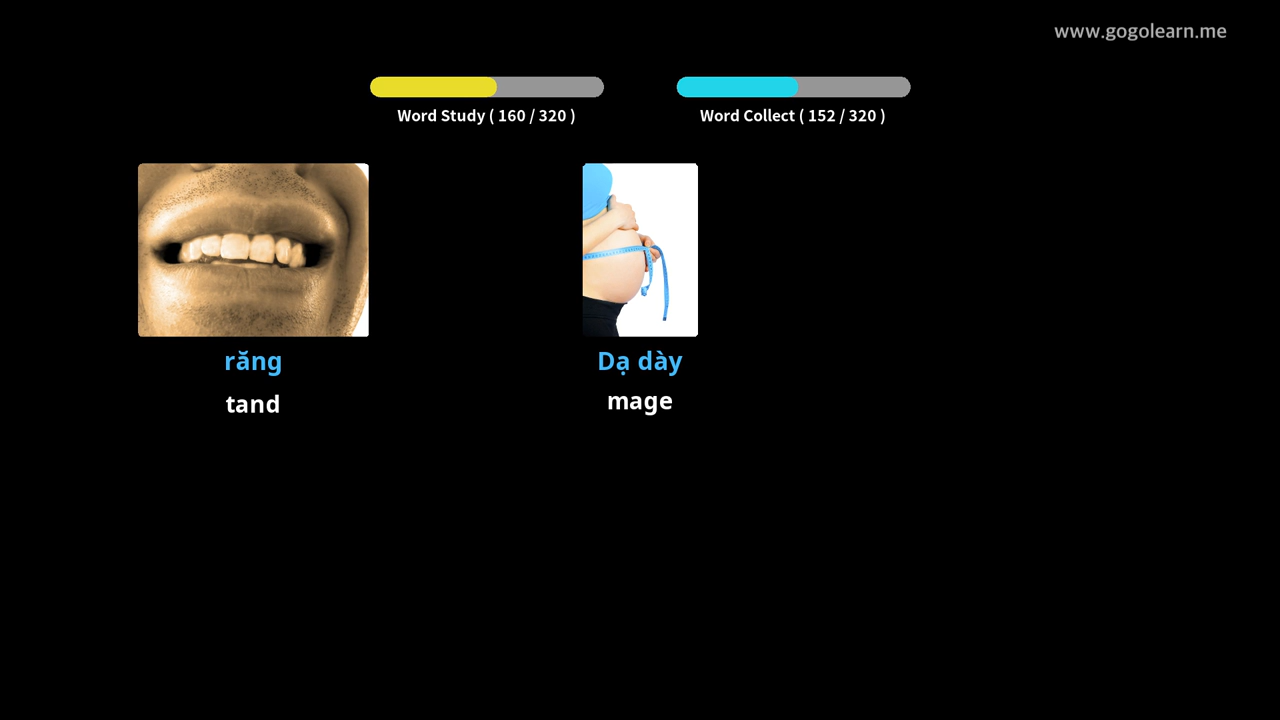 www.gogolearn.me
Word Study ( 160 / 320 )
Word Collect ( 152 / 320 )
răng
tand
Dạ dày
mage